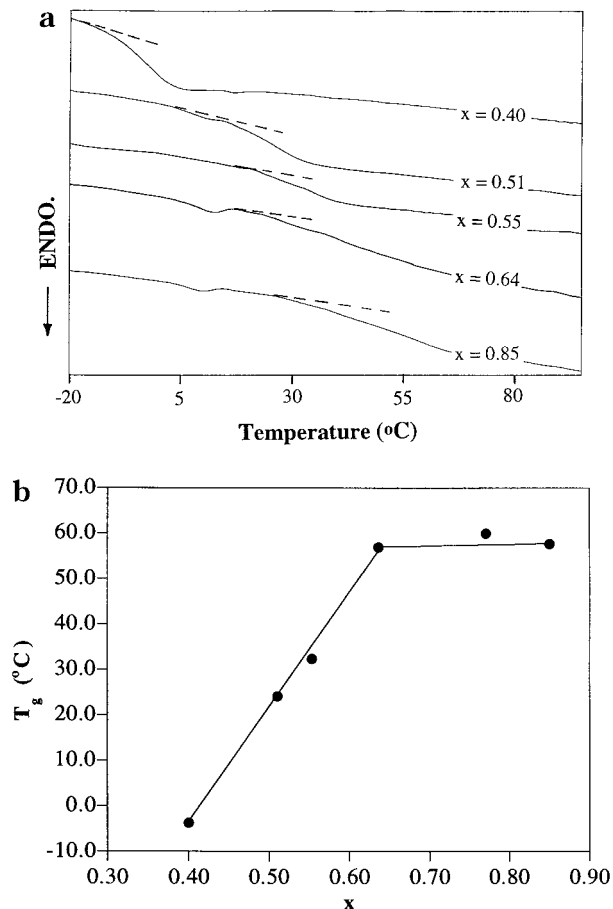 a
x = 0.40
x = 0.51
x = 0.55
x = 0.64
x = 0.85
ENDO.
-20 5 30 55 80
Temperature (oC)
b
70.0
60.0
50.0
40.0
30.0
20.0
10.0
0.0
-10.0
Tg (oC)
0.30 0.40 0.50 0.60 0.70 0.80 0.90
x